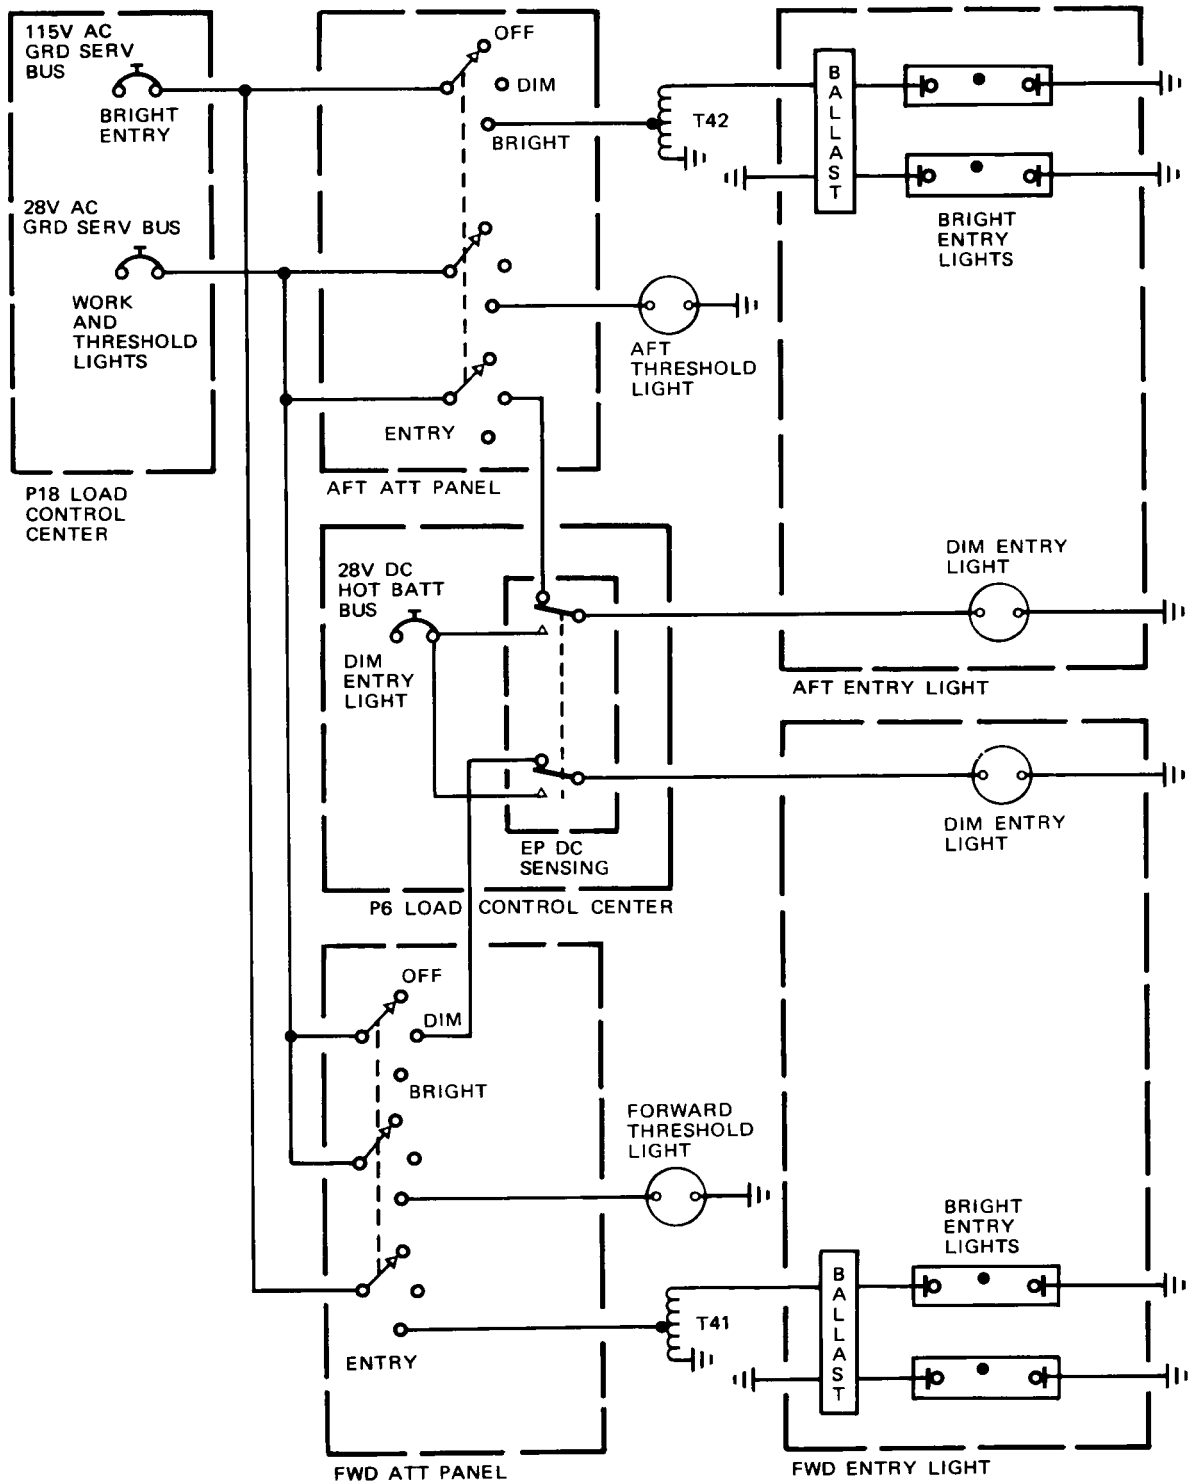 115V AC
GRD SERV
BUS
BRIGHT
ENTRY
28V AC
GRD SERV BUS
WORK
AND
THRESHOLD
LIGHTS
P18 LOAD
CONTROL
CENTER
OFF
DIM
BRIGHT
ENTRY
AFT ATT PANEL
T42
BALLAST
BRIGHT
ENTRY
LIGHTS
AFT
THRESHOLD
LIGHT
DIM ENTRY
LIGHT
AFT ENTRY LIGHT
28V DC
HOT BATT
BUS
DIM
ENTRY
LIGHT
EP DC
SENSING
P6 LOAD CONTROL CENTER
DIM ENTRY
LIGHT
OFF
DIM
BRIGHT
ENTRY
FWD ATT PANEL
FORWARD
THRESHOLD
LIGHT
T41
BALLAST
BRIGHT
ENTRY
LIGHTS
FWD ENTRY LIGHT